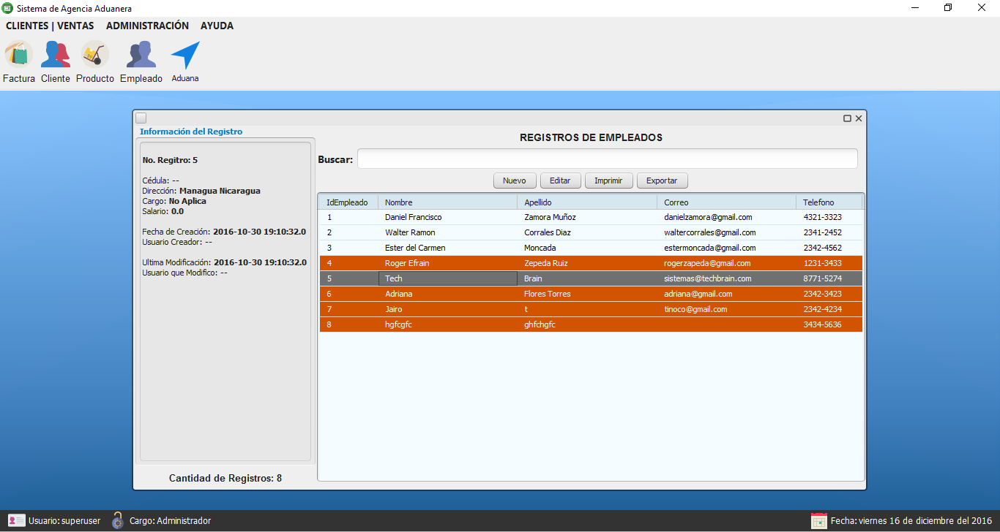 Sistema de Agencia Aduanera
CLIENTES | VENTAS ADMINISTRACIÓN AYUDA
Factura Cliente Producto Empleado Aduana
Información del Registro
No. Regitro: 5
Cédula: --
Dirección: Managua Nicaragua
Cargo: No Aplica
Salario: 0.0
Fecha de Creación: 2016-10-30 19:10:32.0
Usuario Creador: --
Ultima Modificación: 2016-10-30 19:10:32.0
Usuario que Modifico: --
Cantidad de Registros: 8
REGISTROS DE EMPLEADOS
Buscar:
Nuevo Editar Imprimir Exportar
IdEmpleado Nombre Apellido Correo Telefono
1 Daniel Francisco Zamora Muñoz danielzamora@gmail.com 4321-3323
2 Walter Ramon Corrales Diaz waltercorrales@gmail.com 2341-2452
3 Ester del Carmen Moncada estermoncada@gmail.com 2342-4562
4 Roger Efrain Zepeda Ruiz rogerzapeda@gmail.com 1231-3433
5 Tech Brain sistemas@techbrain.com 8771-5274
6 Adriana Flores Torres adriana@gmail.com 2342-3423
7 Jairo t tinoco@gmail.com 2342-4234
8 hgfcgfc ghfchgfc 3434-5636
Usuario: superuser Cargo: Administrador Fecha: viernes 16 de diciembre del 2016